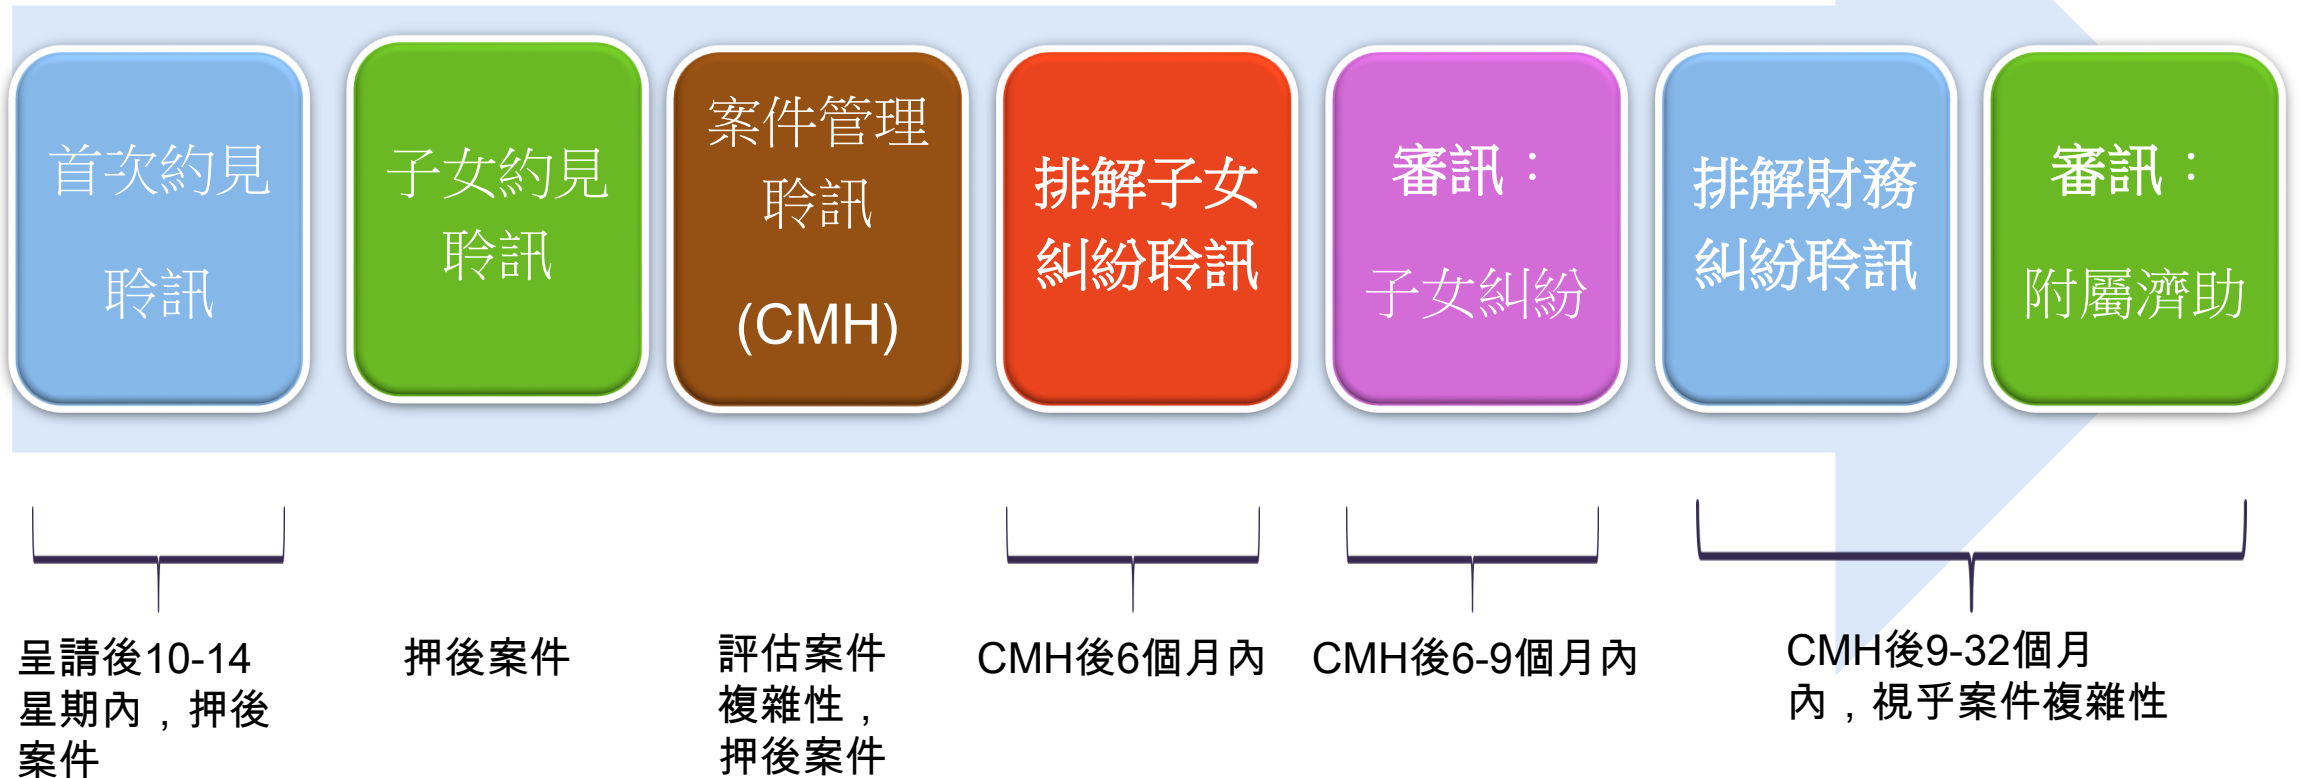 首次約見
聆訊
子女約見
聆訊
案件管理
聆訊
(CMH)
排解子女
糾紛聆訊
審訊：
子女糾紛
排解財務
糾紛聆訊
審訊：
附屬濟助
呈請後10-14
星期內，押後
案件
押後案件
評估案件
複雜性，
押後案件
CMH後6個月內
CMH後6-9個月內
CMH後9-32個月
內，視乎案件複雜性